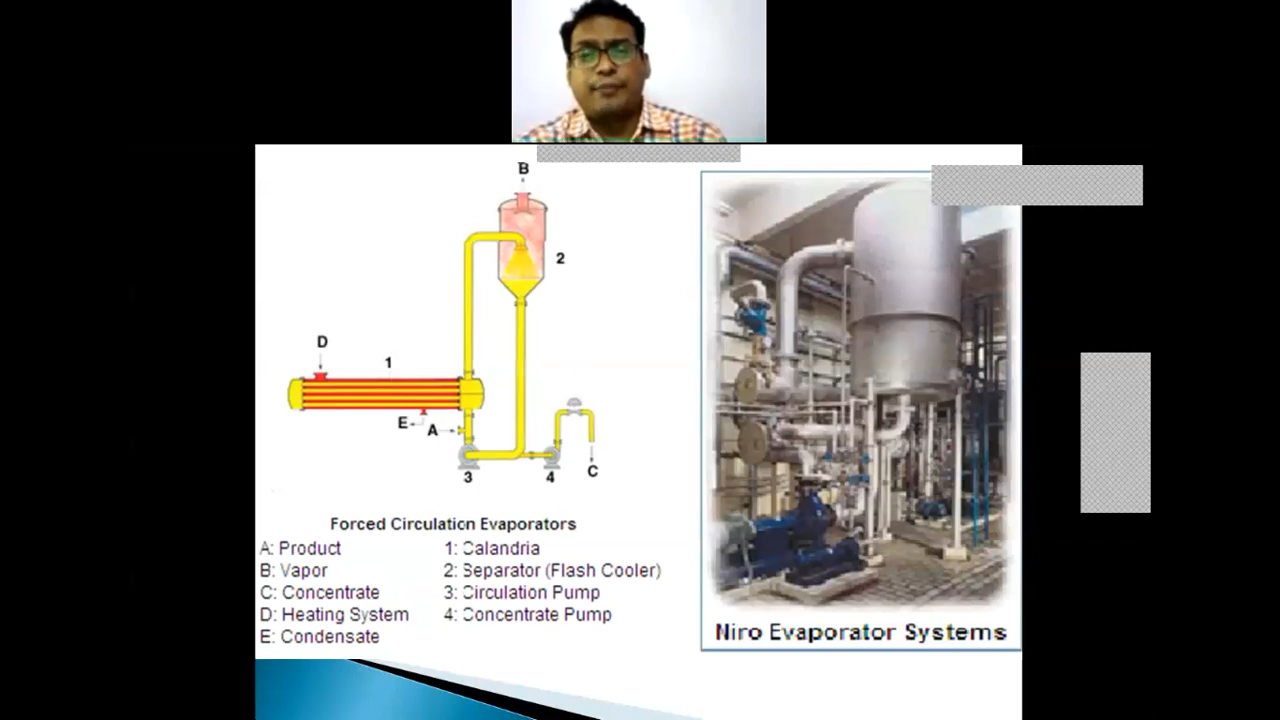 B
2
D
1
E
A
3
4
C
Forced Circulation Evaporators
A: Product
B: Vapor
C: Concentrate
D: Heating System
E: Condensate
1: Calandria
2: Separator (Flash Cooler)
3: Circulation Pump
4: Concentrate Pump
Niro Evaporator Systems